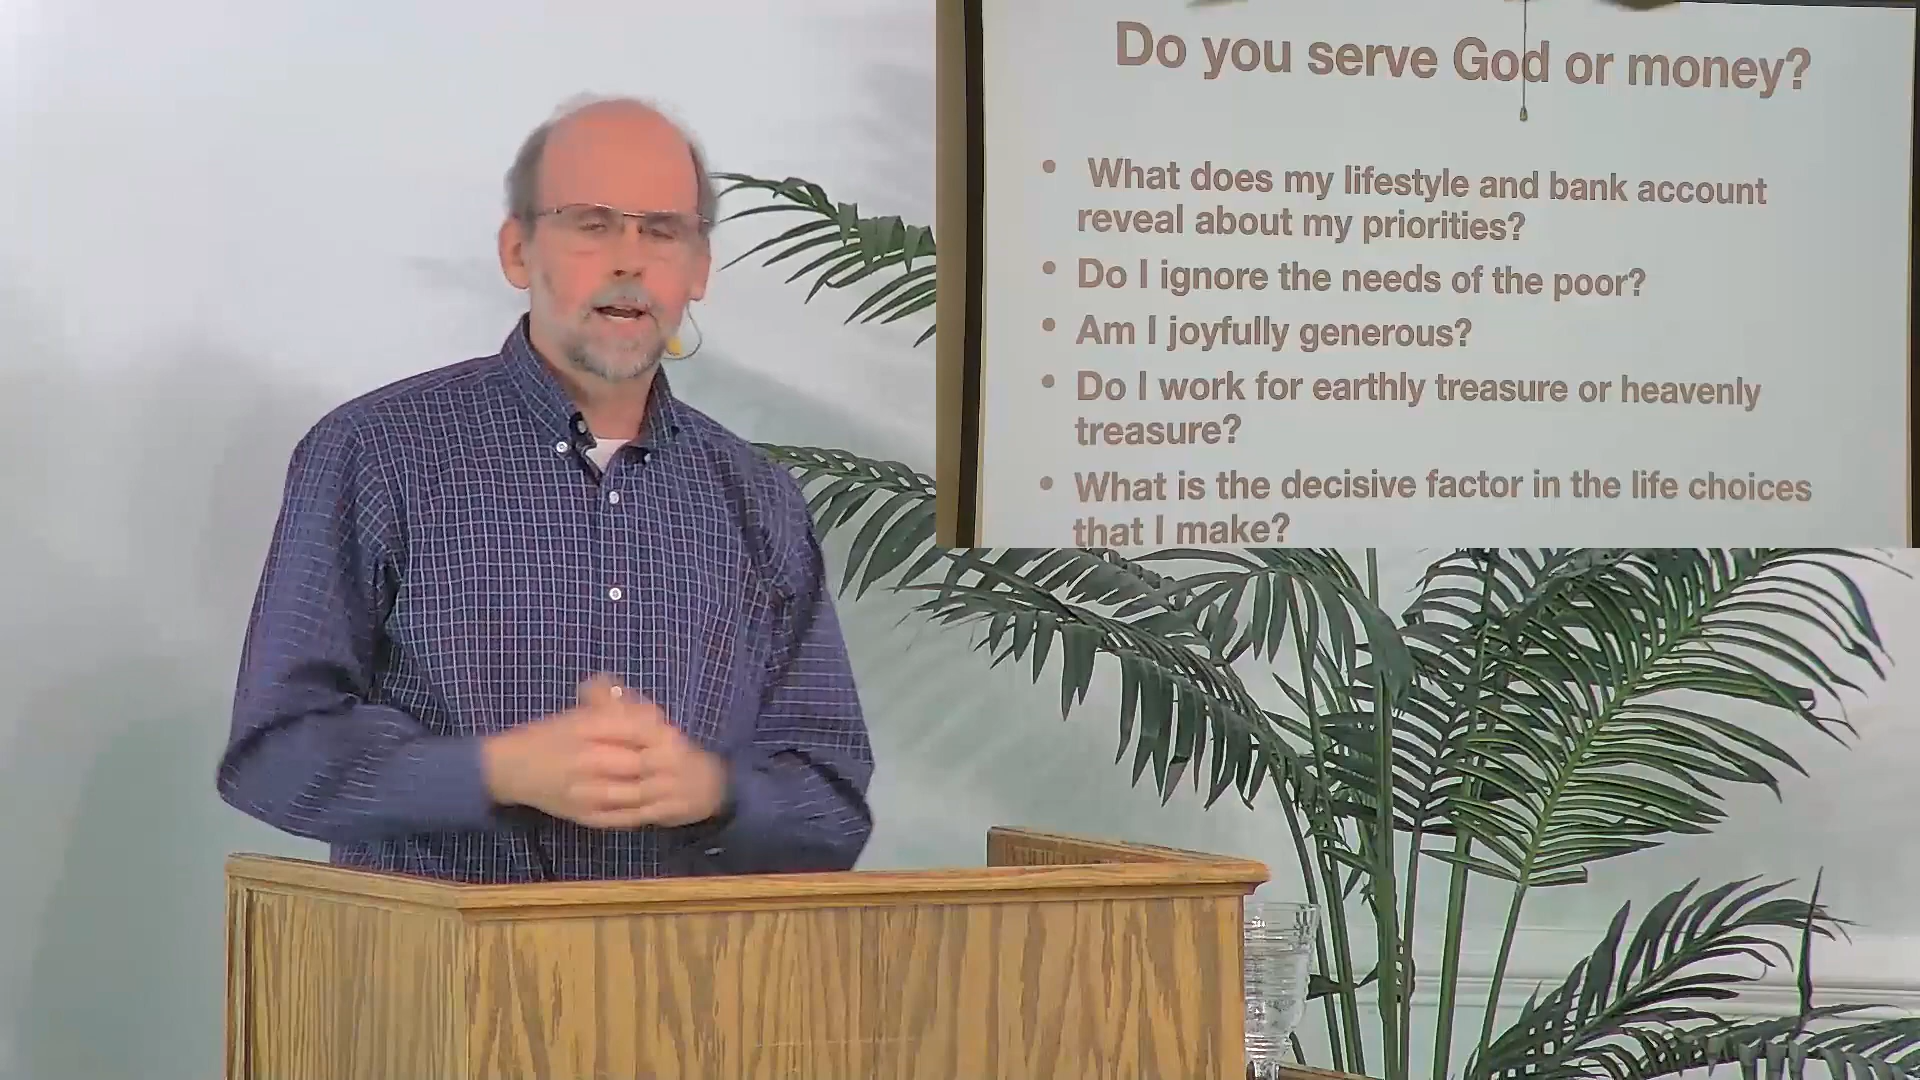 Do you serve God or money?
• What does my lifestyle and bank account
reveal about my priorities?
• Do I ignore the needs of the poor?
• Am I joyfully generous?
• Do I work for earthly treasure or heavenly
treasure?
• What is the decisive factor in the life choices
that I make?